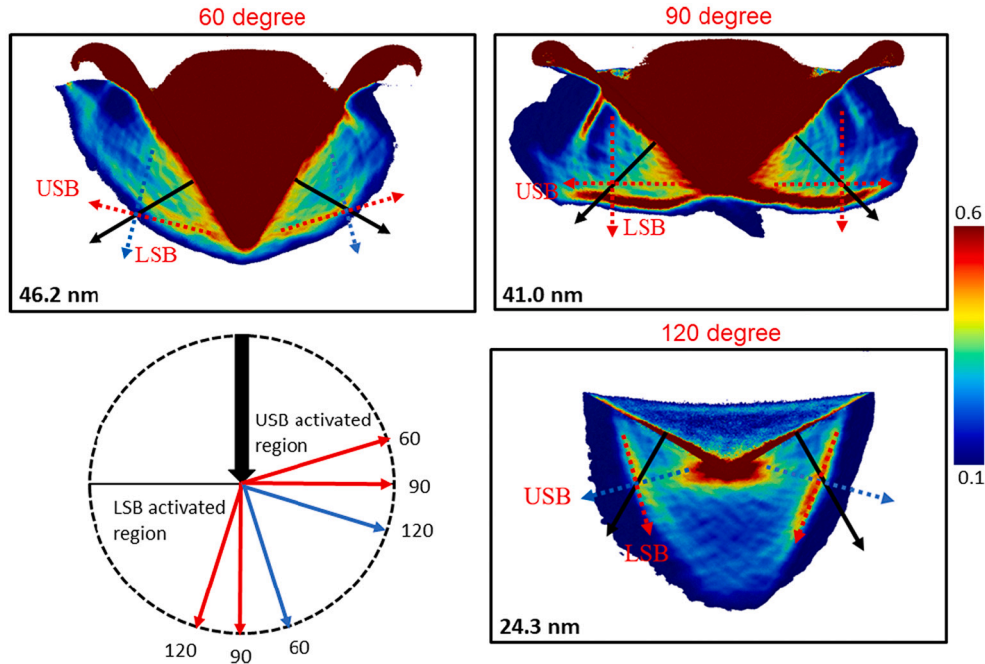 60 degree
90 degree
USB
LSB
46.2 nm
USB
LSB
41.0 nm
0.6
0.1
120 degree
USB activated
region
60
90
120
LSB activated
region
120
90
60
USB
LSB
24.3 nm